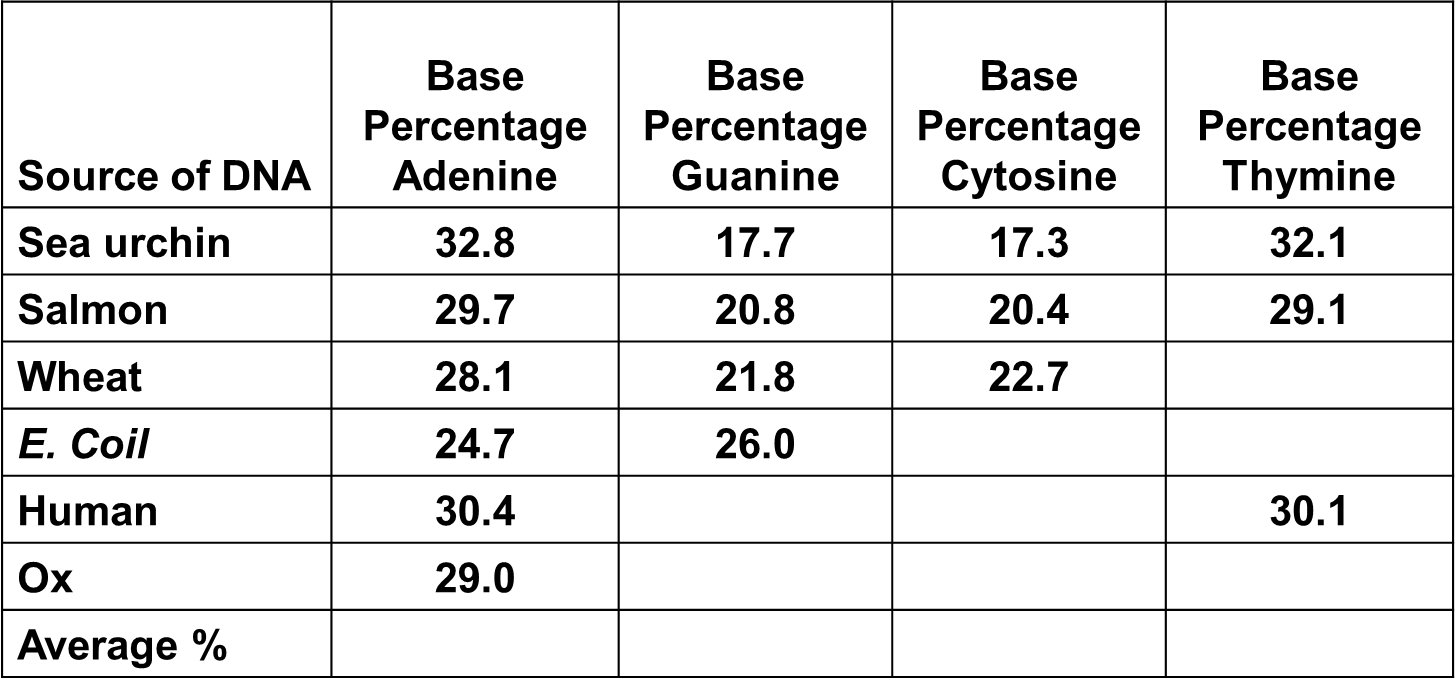 Source of DNA Base Percentage Adenine Base Percentage Guanine Base Percentage Cytosine Base Percentage Thymine
Sea urchin 32.8 17.7 17.3 32.1
Salmon 29.7 20.8 20.4 29.1
Wheat 28.1 21.8 22.7
E. Coil 24.7 26.0
Human 30.4 30.1
Ox 29.0
Average %